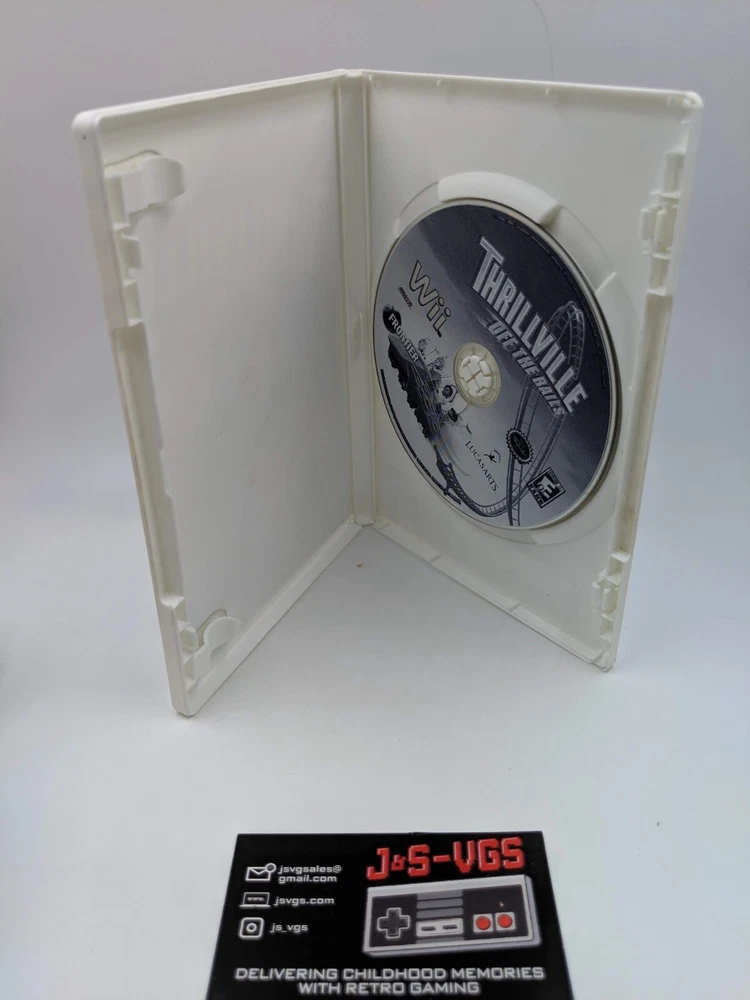 THRILLVILLE
OFF THE RAILS
Wii
FRONTIER
LUCASARTS
J&S-VGS
jsvgsales@
gmail.com
www.
jsvgs.com
js_vgs
DELIVERING CHILDHOOD MEMORIES
WITH RETRO GAMING